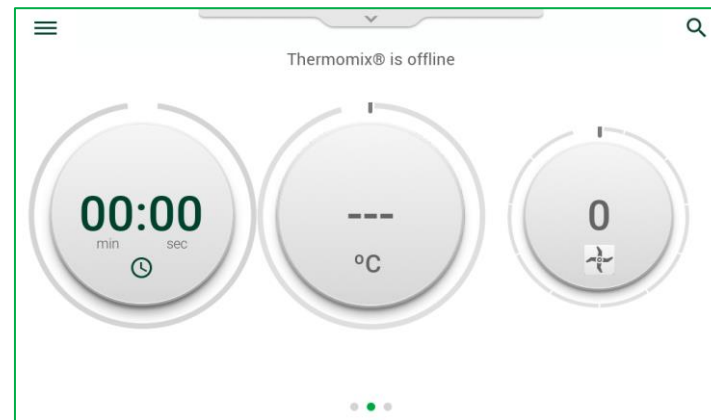 Thermomix® is offline
00:00
min sec
---
ºC
0